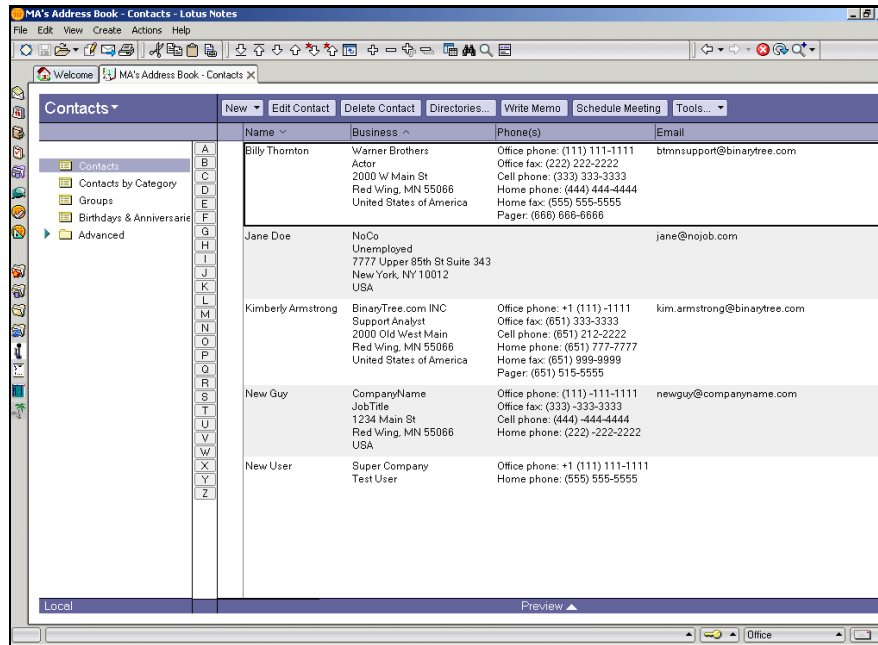 MA's Address Book - Contacts - Lotus Notes
File Edit View Create Actions Help
Welcome MA's Address Book - Contacts
Contacts
New Edit Contact Delete Contact Directories... Write Memo Schedule Meeting Tools...
Name Business Phone(s) Email
Contacts
Contacts by Category
Groups
Birthdays & Anniversarie
Advanced
A
B
C
D
E
F
G
H
I
J
K
L
M
N
O
P
Q
R
S
T
U
V
W
X
Y
Z
Billy Thornton Warner Brothers Office phone: (111) 111-1111 btmnsupport@binarytree.com
Actor Office fax: (222) 222-2222
2000 W Main St Cell phone: (333) 333-3333
Red Wing, MN 55066 Home phone: (444) 444-4444
United States of America Home fax: (555) 555-5555
Pager: (666) 666-6666
Jane Doe NoCo jane@nojob.com
Unemployed
7777 Upper 85th St Suite 343
New York, NY 10012
USA
Kimberly Armstrong BinaryTree.com INC Office phone: +1 (111) -1111 kim.armstrong@binarytree.com
Support Analyst Office fax: (651) 333-3333
2000 Old West Main Cell phone: (651) 212-2222
Red Wing, MN 55066 Home phone: (651) 777-7777
United States of America Home fax: (651) 999-9999
Pager: (651) 515-5555
New Guy CompanyName Office phone: (111) -111-1111 newguy@companyname.com
JobTitle Office fax: (333) -333-3333
1234 Main St Cell phone: (444) -444-4444
Red Wing, MN 55066 Home phone: (222) -222-2222
USA
New User Super Company Office phone: +1 (111) 111-1111
Test User Home phone: (555) 555-5555
Local Preview
Office